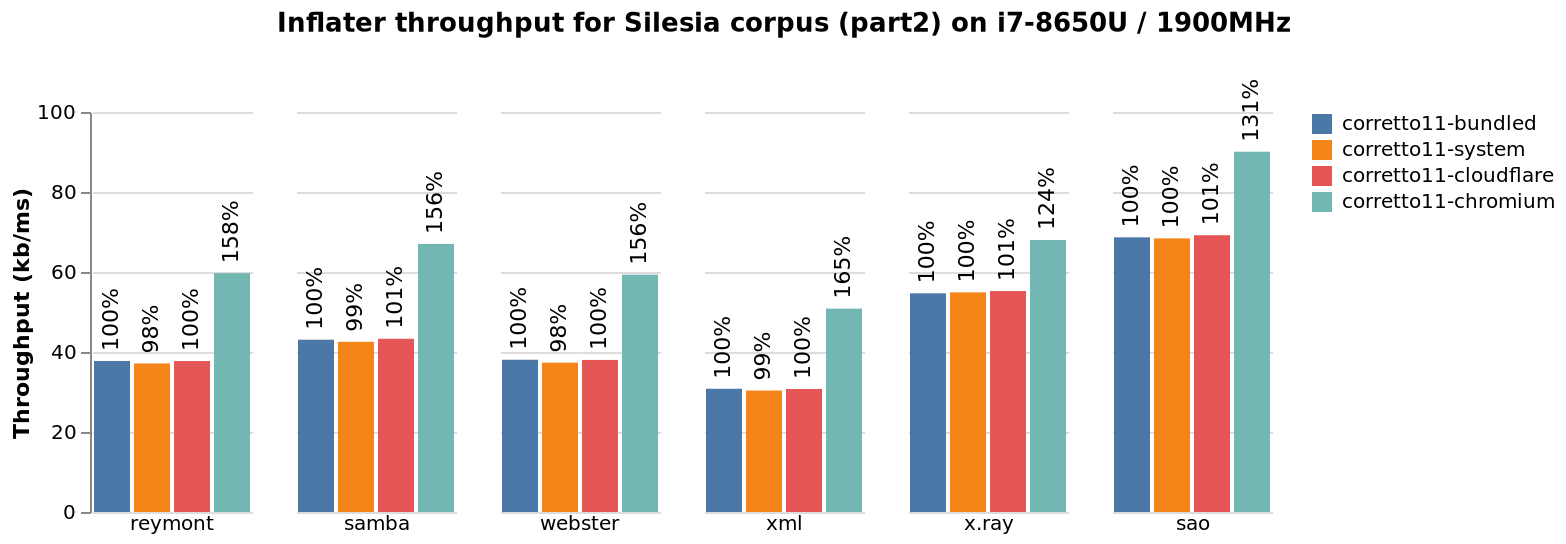 Inflater throughput for Silesia corpus (part2) on i7-8650U / 1900MHz
Throughput (kb/ms)
100
80
60
40
20
0
100%
98%
100%
158%
reymont
100%
99%
101%
156%
samba
100%
98%
100%
156%
webster
100%
99%
100%
165%
xml
100%
100%
101%
124%
x.ray
100%
100%
101%
131%
sao
corretto11-bundled
corretto11-system
corretto11-cloudflare
corretto11-chromium